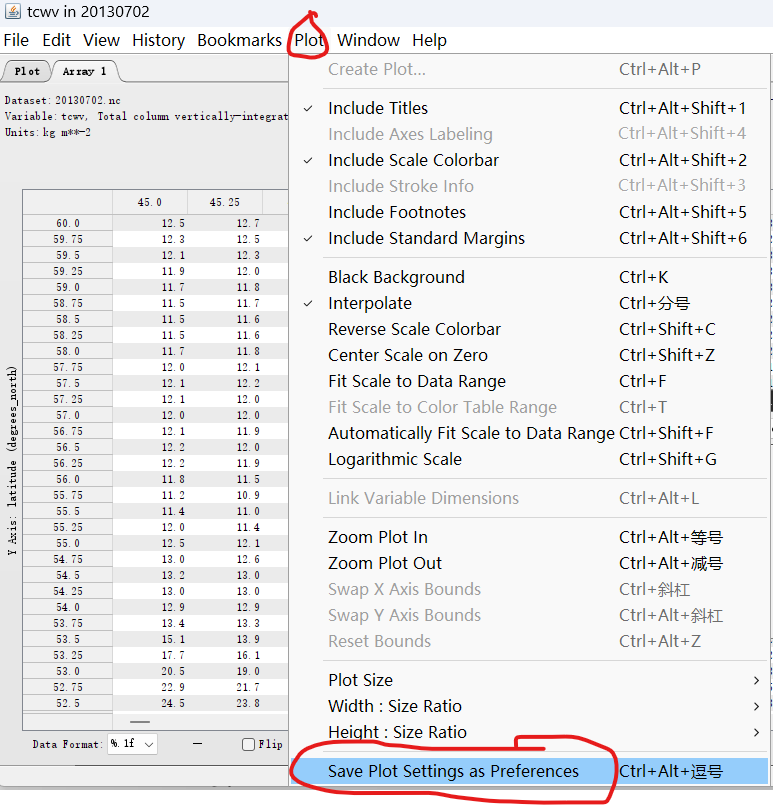 tcwv in 20130702
File Edit View History Bookmarks Plot Window Help
Plot Array 1
Dataset: 20130702.nc
Variable: tcwv, Total column vertically-integrat
Units: kg m**-2
45.0 45.25
60.0 12.5 12.7
59.75 12.3 12.5
59.5 12.1 12.3
59.25 11.9 12.0
59.0 11.7 11.8
58.75 11.5 11.7
58.5 11.5 11.6
58.25 11.5 11.6
58.0 11.7 11.8
57.75 12.0 12.1
57.5 12.1 12.2
57.25 12.1 12.0
57.0 12.0 12.0
56.75 12.1 11.9
56.5 12.2 12.0
56.25 12.2 11.9
56.0 11.8 11.5
55.75 11.2 10.9
55.5 11.4 11.0
55.25 12.0 11.4
55.0 12.5 12.1
54.75 13.0 12.6
54.5 13.2 13.0
54.25 13.0 13.0
54.0 12.9 12.9
53.75 13.4 13.3
53.5 15.1 13.9
53.25 17.7 16.1
53.0 20.5 19.0
52.75 22.9 21.7
52.5 24.5 23.8
Y Axis: latitude (degrees_north)
Data Format: %.1f Flip
Create Plot... Ctrl+Alt+P
Include Titles Ctrl+Alt+Shift+1
Include Axes Labeling Ctrl+Alt+Shift+4
Include Scale Colorbar Ctrl+Alt+Shift+2
Include Stroke Info Ctrl+Alt+Shift+3
Include Footnotes Ctrl+Alt+Shift+5
Include Standard Margins Ctrl+Alt+Shift+6
Black Background Ctrl+K
Interpolate Ctrl+分号
Reverse Scale Colorbar Ctrl+Shift+C
Center Scale on Zero Ctrl+Shift+Z
Fit Scale to Data Range Ctrl+F
Fit Scale to Color Table Range Ctrl+T
Automatically Fit Scale to Data Range Ctrl+Shift+F
Logarithmic Scale Ctrl+Shift+G
Link Variable Dimensions Ctrl+Alt+L
Zoom Plot In Ctrl+Alt+等号
Zoom Plot Out Ctrl+Alt+减号
Swap X Axis Bounds Ctrl+斜杠
Swap Y Axis Bounds Ctrl+Alt+斜杠
Reset Bounds Ctrl+Alt+Z
Plot Size
Width : Size Ratio
Height : Size Ratio
Save Plot Settings as Preferences Ctrl+Alt+逗号